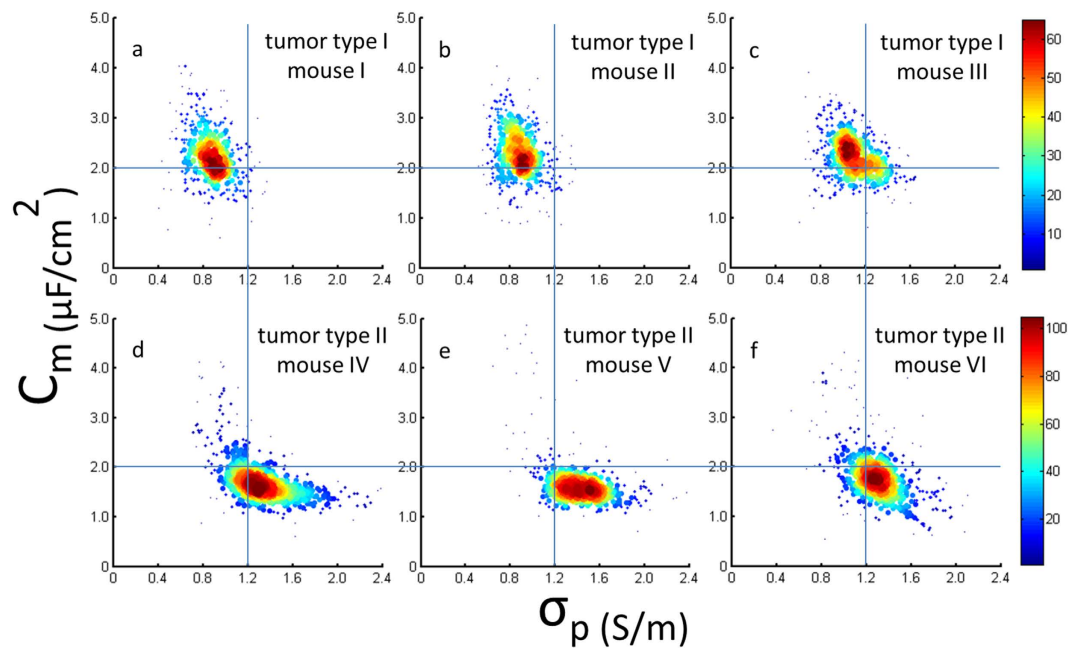 a
tumor type I
mouse I
b
tumor type I
mouse II
c
tumor type I
mouse III
5.0
4.0
3.0
2.0
1.0
0
0 0.4 0.8 1.2 1.6 2.0 2.4
5.0
4.0
3.0
2.0
1.0
0
0 0.4 0.8 1.2 1.6 2.0 2.4
5.0
4.0
3.0
2.0
1.0
0
0 0.4 0.8 1.2 1.6 2.0 2.4
60
50
40
30
20
10
Cm (μF/cm²)
d
tumor type II
mouse IV
e
tumor type II
mouse V
f
tumor type II
mouse VI
5.0
4.0
3.0
2.0
1.0
0
0 0.4 0.8 1.2 1.6 2.0 2.4
5.0
4.0
3.0
2.0
1.0
0
0 0.4 0.8 1.2 1.6 2.0 2.4
5.0
4.0
3.0
2.0
1.0
0
0 0.4 0.8 1.2 1.6 2.0 2.4
100
80
60
40
20
σp (S/m)